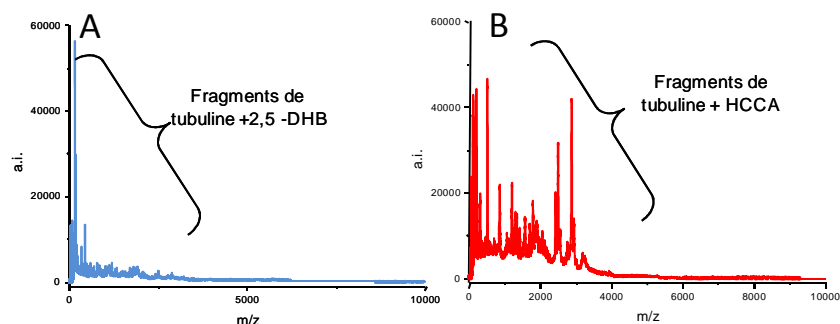 A
60000
40000
20000
0
a.i.
0
5000
10000
m/z
Fragments de
tubuline +2,5 -DHB
B
60000
40000
20000
0
a.i.
0
2000
4000
6000
8000
10000
m/z
Fragments de
tubuline + HCCA